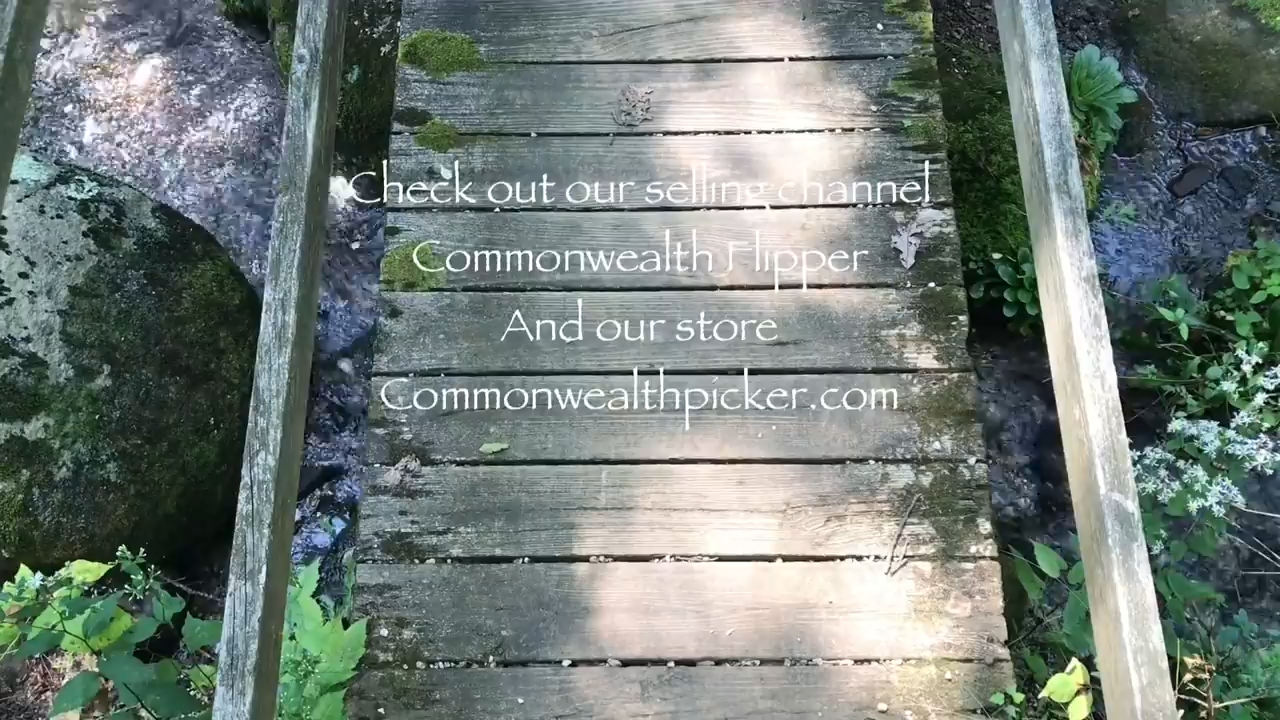 Check out our selling channel
Commonwealth Flipper
And our store
Commonwealthpicker.com